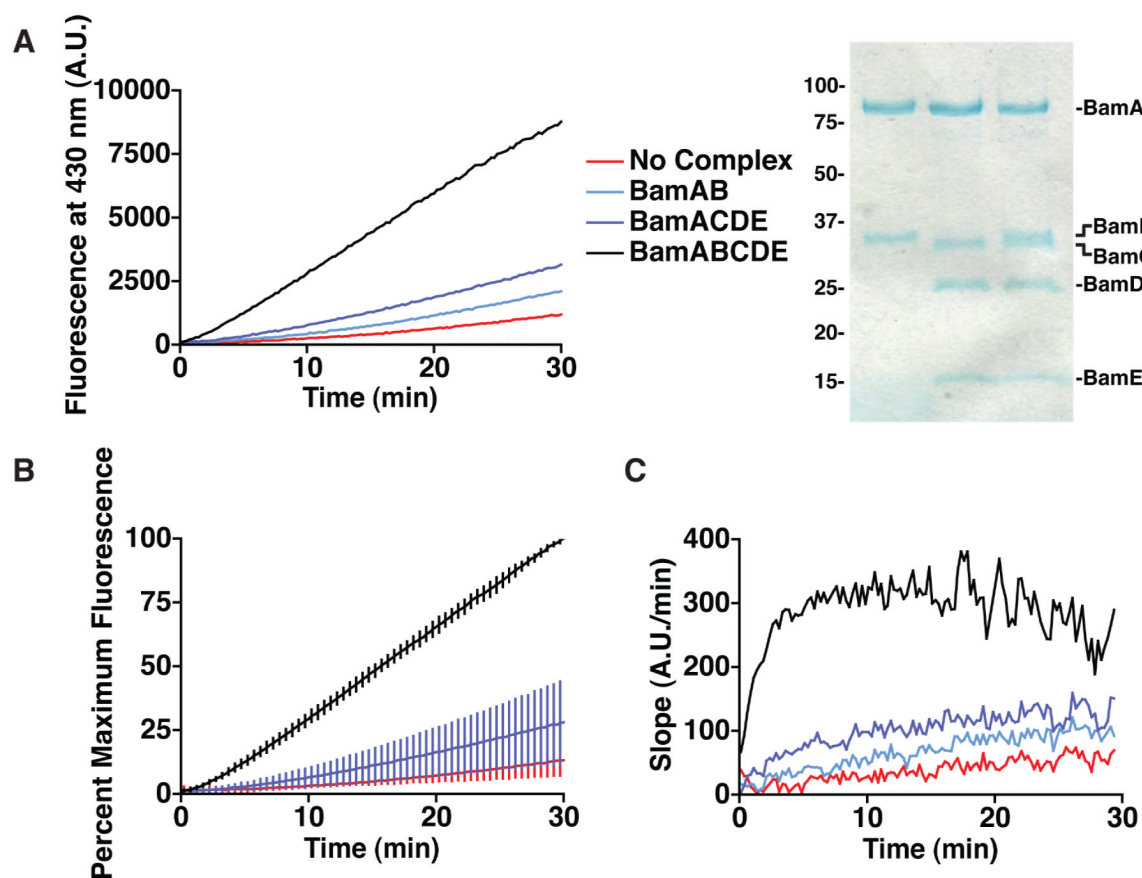 A
Fluorescence at 430 nm (A.U.)
10000
7500
5000
2500
0
0 10 20 30
Time (min)
No Complex
BamAB
BamACDE
BamABCDE
100-
75-
50-
37-
25-
20-
15-
-BamA
Bam
Bam
-BamD
-BamE
B
Percent Maximum Fluorescence
100
75
50
25
0
0 10 20 30
Time (min)
C
Slope (A.U./min)
400
300
200
100
0
0 10 20 30
Time (min)